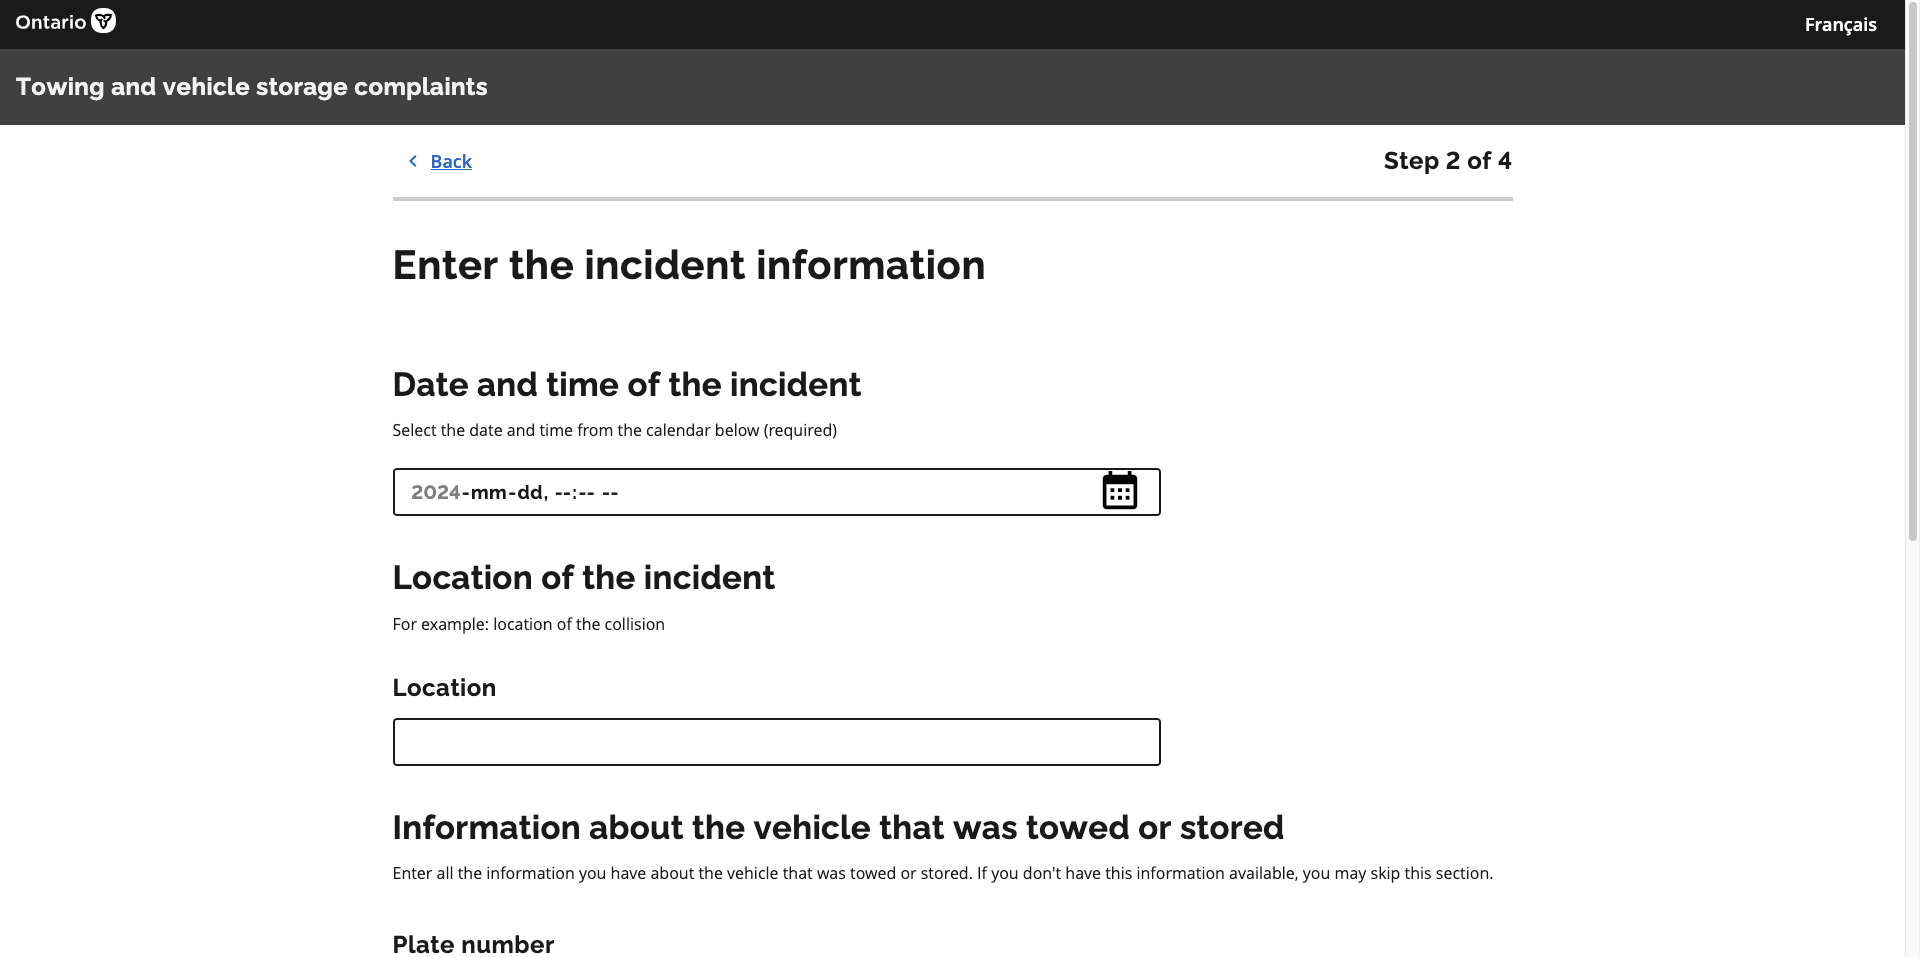 Ontario
Français
Towing and vehicle storage complaints
Back
Step 2 of 4
Enter the incident information
Date and time of the incident
Select the date and time from the calendar below (required)
2024-mm-dd, --:-- --
Location of the incident
For example: location of the collision
Location
Information about the vehicle that was towed or stored
Enter all the information you have about the vehicle that was towed or stored. If you don't have this information available, you may skip this section.
Plate number